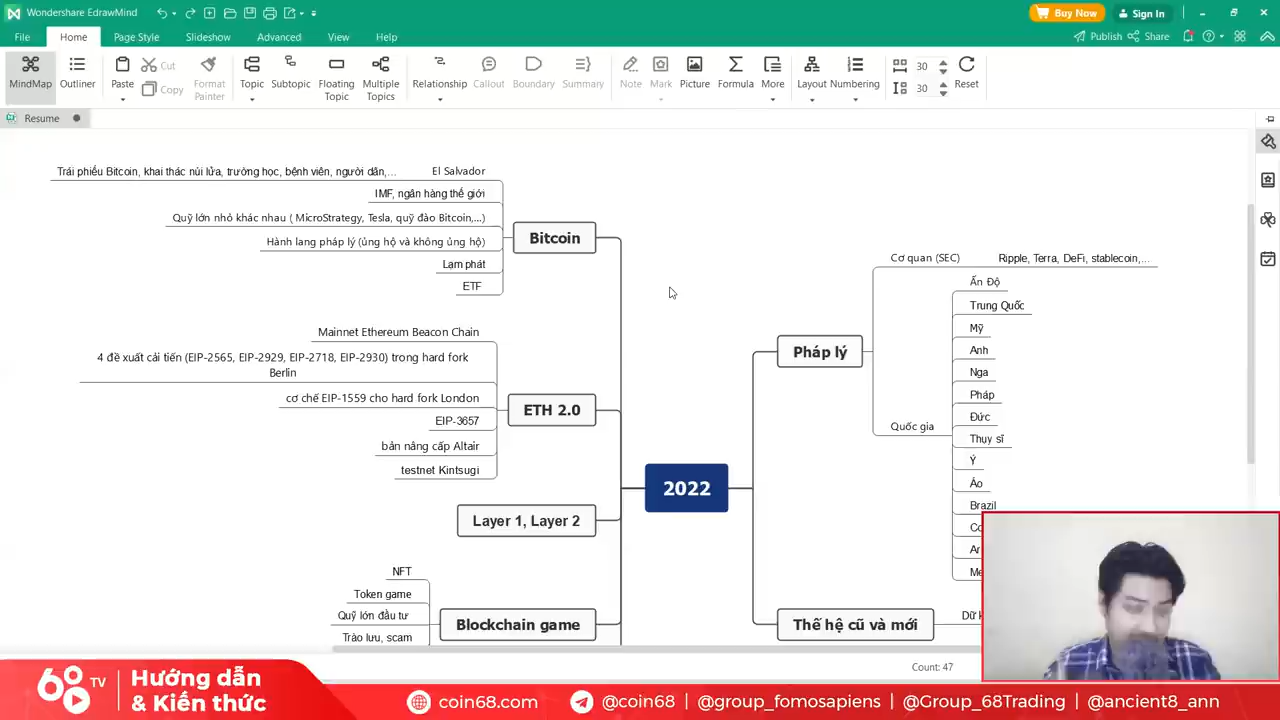 Wondershare EdrawMind
Buy Now
Sign In
File
Home
Page Style
Slideshow
Advanced
View
Help
Publish
Share
MindMap
Outliner
Paste
Cut
Copy
Format
Painter
Topic
Subtopic
Floating
Topic
Multiple
Topics
Relationship
Callout
Boundary
Summary
Note
Mark
Picture
Formula
More
Layout
Numbering
30
30
Reset
Resume
Trái phiếu Bitcoin, khai thác núi lửa, trường học, bệnh viên, người dân,...
El Salvador
IMF, ngân hàng thế giới
Quỹ lớn nhỏ khác nhau ( MicroStrategy, Tesla, quỹ đào Bitcoin,...)
Hành lang pháp lý (ủng hộ và không ủng hộ)
Lạm phát
ETF
Bitcoin
Mainnet Ethereum Beacon Chain
4 đề xuất cải tiến (EIP-2565, EIP-2929, EIP-2718, EIP-2930) trong hard fork
Berlin
cơ chế EIP-1559 cho hard fork London
EIP-3657
bản nâng cấp Altair
testnet Kintsugi
ETH 2.0
Layer 1, Layer 2
NFT
Token game
Quỹ lớn đầu tư
Trào lưu, scam
Blockchain game
2022
Pháp lý
Cơ quan (SEC)
Ripple, Terra, DeFi, stablecoin,...
Quốc gia
Ấn Độ
Trung Quốc
Mỹ
Anh
Nga
Pháp
Đức
Thụy sĩ
Ý
Áo
Brazil
Thế hệ cũ và mới
Count: 47
68 TV
Hướng dẫn
& Kiến thức
coin68.com
@coin68 | @group_fomosapiens | @Group_68Trading | @ancient8_ann